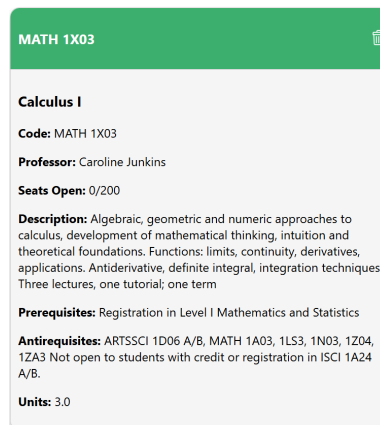 MATH 1X03
Calculus I
Code: MATH 1X03
Professor: Caroline Junkins
Seats Open: 0/200
Description: Algebraic, geometric and numeric approaches to
calculus, development of mathematical thinking, intuition and
theoretical foundations. Functions: limits, continuity, derivatives,
applications. Antiderivative, definite integral, integration techniques
Three lectures, one tutorial; one term
Prerequisites: Registration in Level I Mathematics and Statistics
Antirequisites: ARTSSCI 1D06 A/B, MATH 1A03, 1LS3, 1N03, 1Z04,
1ZA3 Not open to students with credit or registration in ISCI 1A24
A/B.
Units: 3.0